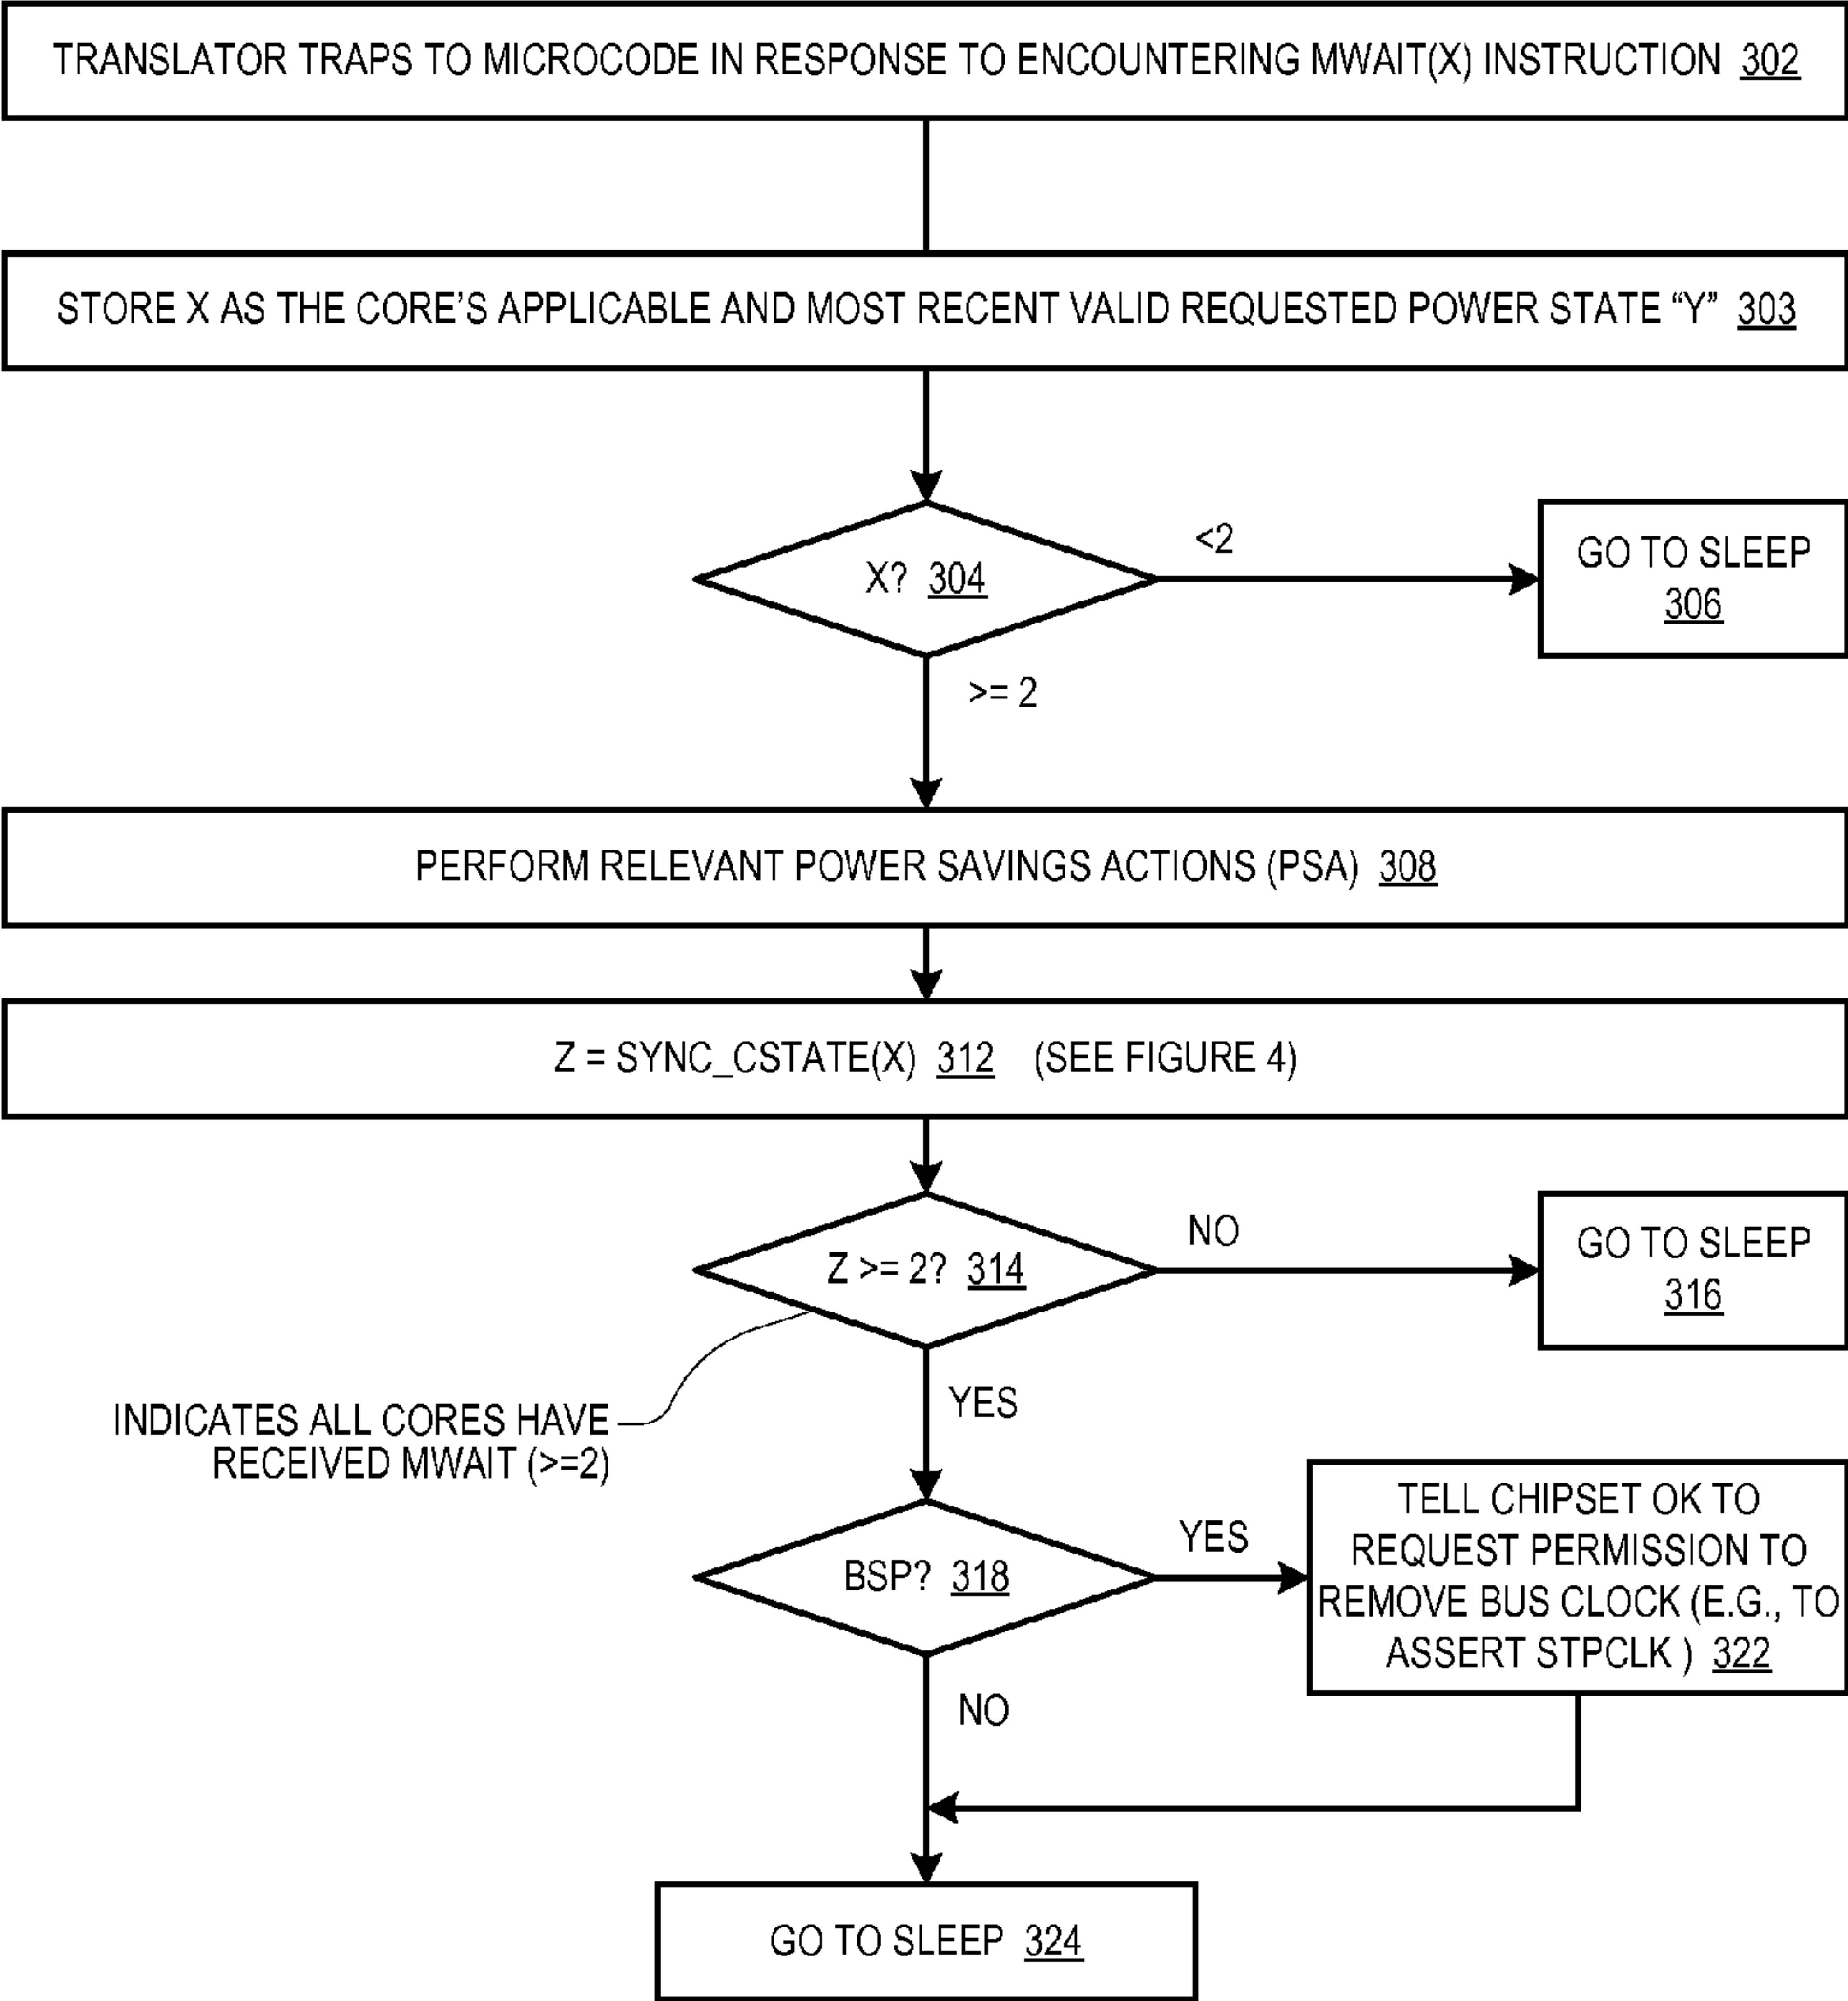 TRANSLATOR TRAPS TO MICROCODE IN RESPONSE TO ENCOUNTERING MWAIT(X) INSTRUCTION 302
STORE X AS THE CORE’S APPLICABLE AND MOST RECENT VALID REQUESTED POWER STATE “Y” 303
X? 304
<2
GO TO SLEEP
306
>= 2
PERFORM RELEVANT POWER SAVINGS ACTIONS (PSA) 308
Z = SYNC_CSTATE(X) 312 (SEE FIGURE 4)
Z >= 2? 314
NO
GO TO SLEEP
316
YES
INDICATES ALL CORES HAVE
RECEIVED MWAIT (>=2)
BSP? 318
YES
TELL CHIPSET OK TO
REQUEST PERMISSION TO
REMOVE BUS CLOCK (E.G., TO
ASSERT STPCLK ) 322
NO
GO TO SLEEP 324